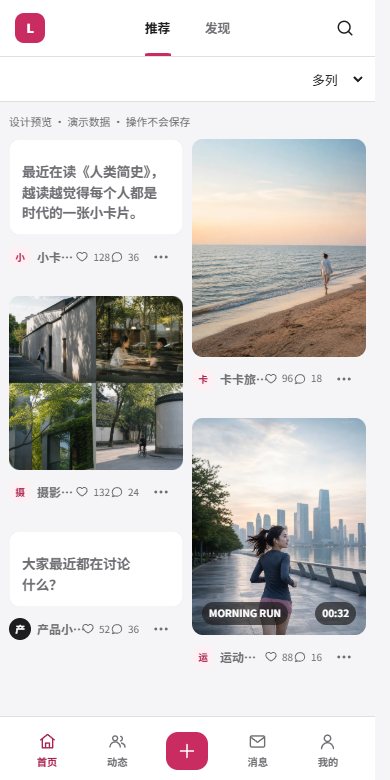 L
推荐
发现
多列
设计预览 · 演示数据 · 操作不会保存
最近在读《人类简史》，
越读越觉得每个人都是
时代的一张小卡片。
小 小卡… 128 36
卡 卡卡旅… 96 18
摄 摄影… 132 24
MORNING RUN 00:32
大家最近都在讨论
什么？
产 产品小… 52 36
运 运动… 88 16
首页
动态
消息
我的